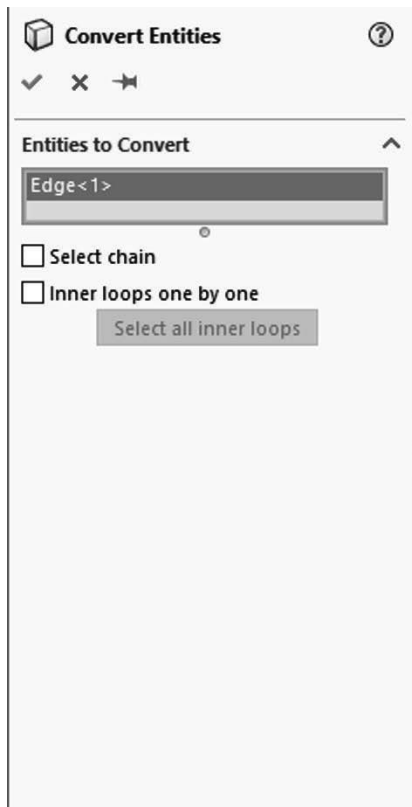 Convert Entities
Entities to Convert
Edge<1>
Select chain
Inner loops one by one
Select all inner loops